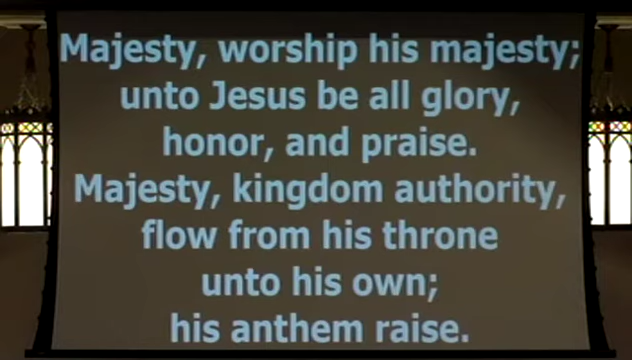 Majesty, worship his majesty;
unto Jesus be all glory,
honor, and praise.
Majesty, kingdom authority,
flow from his throne
unto his own;
his anthem raise.